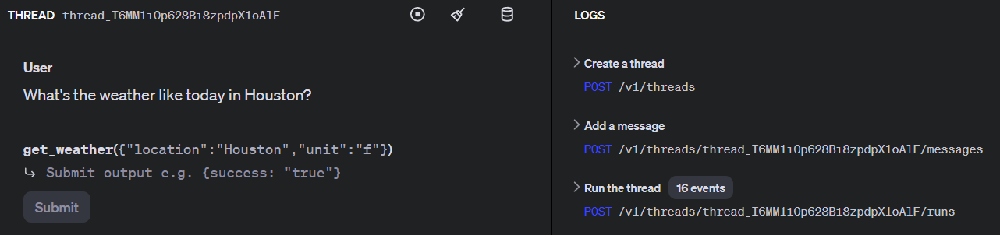 THREAD thread_I6MM1iOp628Bi8zpdpX1oAlF
User
What's the weather like today in Houston?
get_weather({"location":"Houston","unit":"f"})
Submit output e.g. {success: "true"}
Submit
LOGS
Create a thread
POST /v1/threads
Add a message
POST /v1/threads/thread_I6MM1iOp628Bi8zpdpX1oAlF/messages
Run the thread 16 events
POST /v1/threads/thread_I6MM1iOp628Bi8zpdpX1oAlF/runs